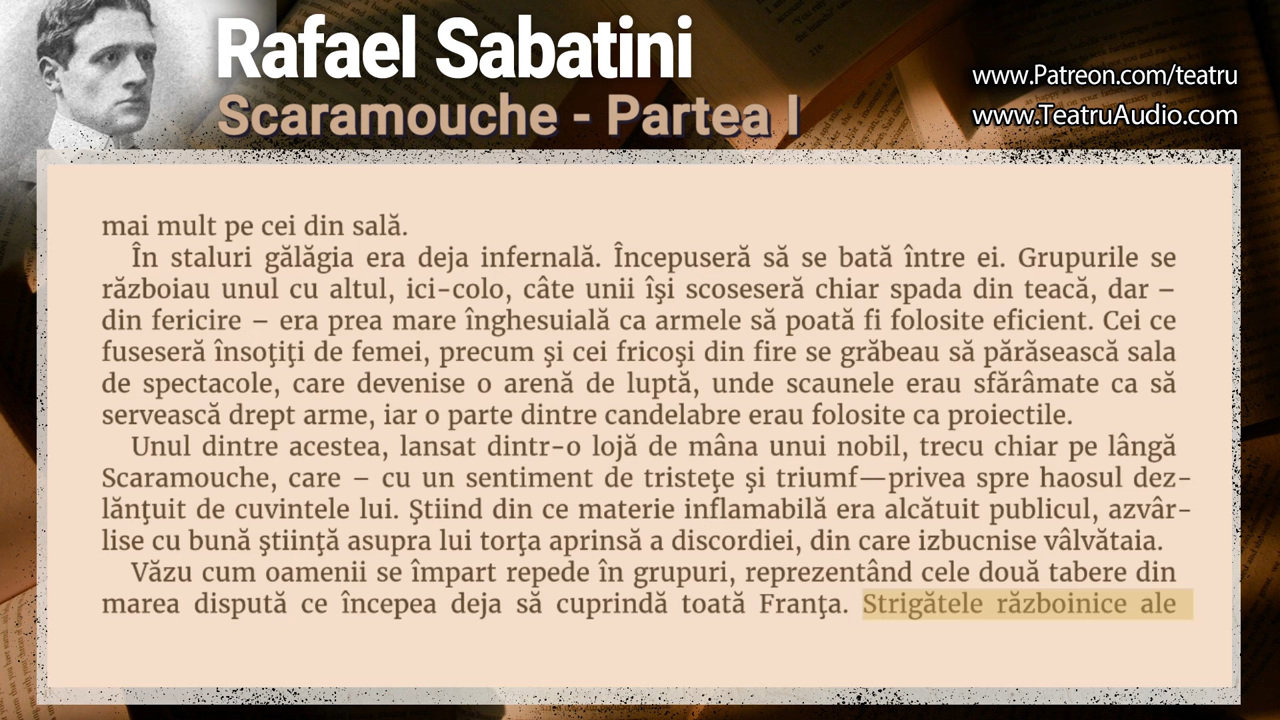 Rafael Sabatini
Scaramouche - Partea I
www.Patreon.com/teatru
www.TeatruAudio.com
mai mult pe cei din sală.
În staluri gălăgia era deja infernală. Începuseră să se bată între ei. Grupurile se
războiau unul cu altul, ici-colo, câte unii îşi scoseseră chiar spada din teacă, dar –
din fericire – era prea mare înghesuială ca armele să poată fi folosite eficient. Cei ce
fuseseră însoţiţi de femei, precum şi cei fricoşi din fire se grăbeau să părăsească sala
de spectacole, care devenise o arenă de luptă, unde scaunele erau sfărâmate ca să
servească drept arme, iar o parte dintre candelabre erau folosite ca proiectile.
Unul dintre acestea, lansat dintr-o lojă de mâna unui nobil, trecu chiar pe lângă
Scaramouche, care – cu un sentiment de tristeţe şi triumf—privea spre haosul dez-
lănţuit de cuvintele lui. Ştiind din ce materie inflamabilă era alcătuit publicul, azvâr-
lise cu bună ştiinţă asupra lui torţa aprinsă a discordiei, din care izbucnise vâlvătaia.
Văzu cum oamenii se împart repede în grupuri, reprezentând cele două tabere din
marea dispută ce începea deja să cuprindă toată Franţa. Strigătele războinice ale